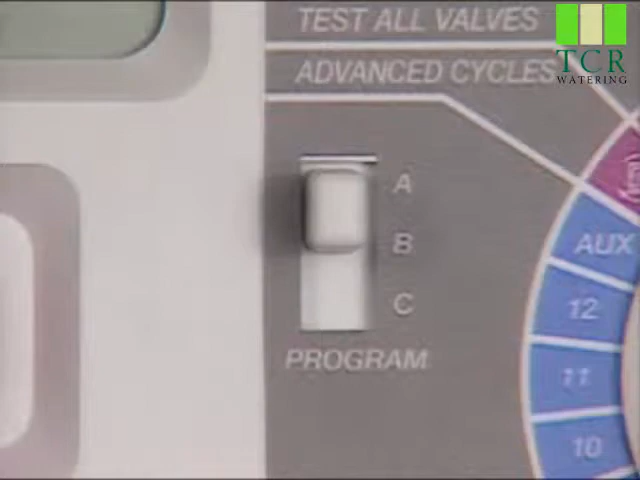 TEST ALL VALVES
TCR
WATERING
ADVANCED CYCLES
A
AUX
B
12
C
PROGRAM
11
10